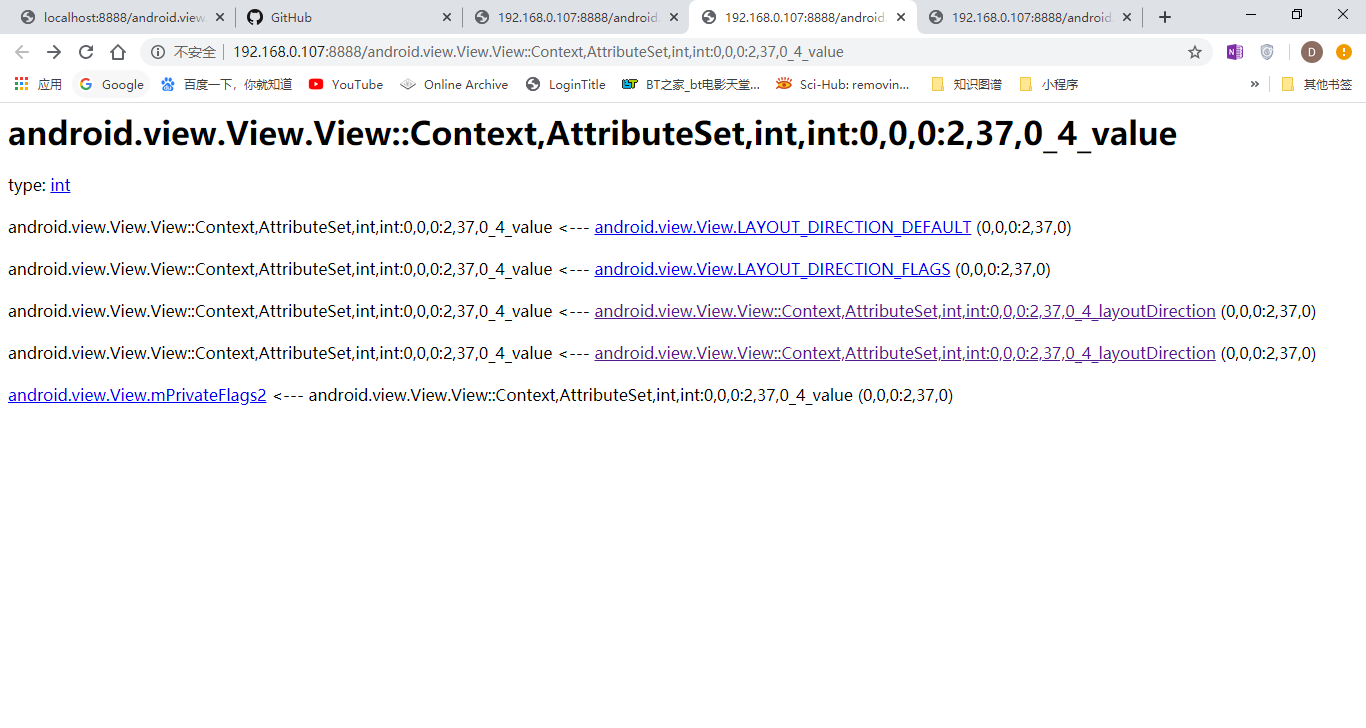 localhost:8888/android.view
GitHub
192.168.0.107:8888/android.
192.168.0.107:8888/android.
192.168.0.107:8888/android.
不安全 192.168.0.107:8888/android.view.View.View::Context,AttributeSet,int,int:0,0,0:2,37,0_4_value
D
应用 Google 百度一下，你就知道 YouTube Online Archive LoginTitle BT之家_bt电影天堂... Sci-Hub: removin... 知识图谱 小程序 » 其他书签
android.view.View.View::Context,AttributeSet,int,int:0,0,0:2,37,0_4_value
type: int
android.view.View.View::Context,AttributeSet,int,int:0,0,0:2,37,0_4_value <--- android.view.View.LAYOUT_DIRECTION_DEFAULT (0,0,0:2,37,0)
android.view.View.View::Context,AttributeSet,int,int:0,0,0:2,37,0_4_value <--- android.view.View.LAYOUT_DIRECTION_FLAGS (0,0,0:2,37,0)
android.view.View.View::Context,AttributeSet,int,int:0,0,0:2,37,0_4_value <--- android.view.View.View::Context,AttributeSet,int,int:0,0,0:2,37,0_4_layoutDirection (0,0,0:2,37,0)
android.view.View.View::Context,AttributeSet,int,int:0,0,0:2,37,0_4_value <--- android.view.View.View::Context,AttributeSet,int,int:0,0,0:2,37,0_4_layoutDirection (0,0,0:2,37,0)
android.view.View.mPrivateFlags2 <--- android.view.View.View::Context,AttributeSet,int,int:0,0,0:2,37,0_4_value (0,0,0:2,37,0)